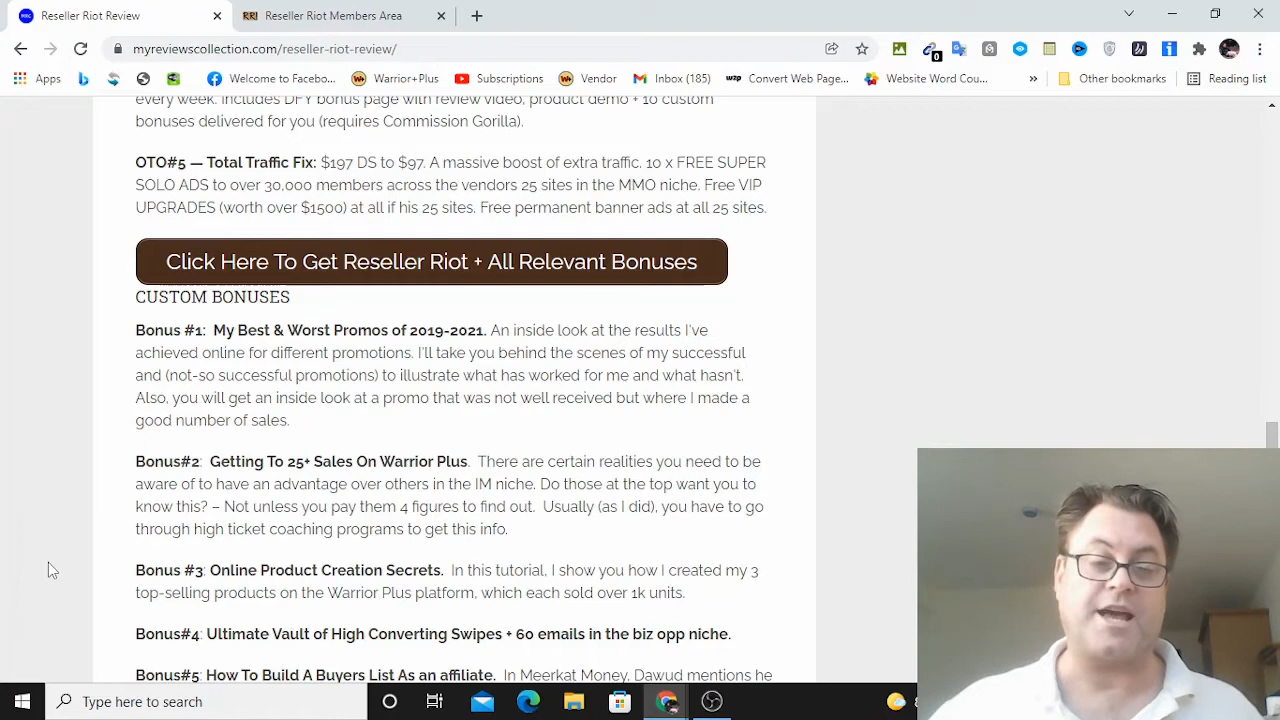 Reseller Riot Review
Reseller Riot Members Area
myreviewscollection.com/reseller-riot-review/
0
Apps
Welcome to Facebo...
Warrior+Plus
Subscriptions
Vendor
Inbox (185)
wzp Convert Web Page...
Website Word Cou...
»
Other bookmarks
Reading list
every week. Includes DFY bonus page with review video, product demo + 10 custom
bonuses delivered for you (requires Commission Gorilla).
OTO#5 — Total Traffic Fix: $197 DS to $97. A massive boost of extra traffic. 10 x FREE SUPER
SOLO ADS to over 30,000 members across the vendors 25 sites in the MMO niche. Free VIP
UPGRADES (worth over $1500) at all if his 25 sites. Free permanent banner ads at all 25 sites.
Click Here To Get Reseller Riot + All Relevant Bonuses
CUSTOM BONUSES
Bonus #1: My Best & Worst Promos of 2019-2021. An inside look at the results I've
achieved online for different promotions. I'll take you behind the scenes of my successful
and (not-so successful promotions) to illustrate what has worked for me and what hasn't.
Also, you will get an inside look at a promo that was not well received but where I made a
good number of sales.
Bonus#2: Getting To 25+ Sales On Warrior Plus. There are certain realities you need to be
aware of to have an advantage over others in the IM niche. Do those at the top want you to
know this? – Not unless you pay them 4 figures to find out. Usually (as I did), you have to go
through high ticket coaching programs to get this info.
Bonus #3: Online Product Creation Secrets. In this tutorial, I show you how I created my 3
top-selling products on the Warrior Plus platform, which each sold over 1k units.
Bonus#4: Ultimate Vault of High Converting Swipes + 60 emails in the biz opp niche.
Bonus#5: How To Build A Buyers List As an affiliate. In Meerkat Money, Dawud mentions he
Type here to search